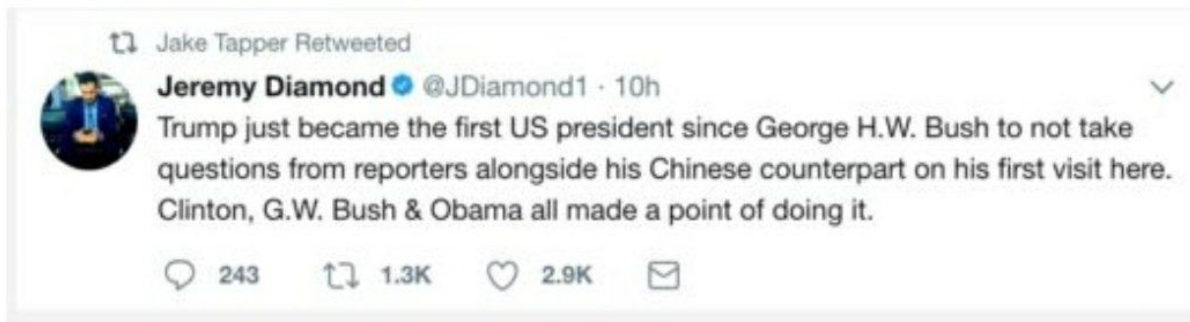 Jake Tapper Retweeted
Jeremy Diamond @JDiamond1 · 10h
Trump just became the first US president since George H.W. Bush to not take
questions from reporters alongside his Chinese counterpart on his first visit here.
Clinton, G.W. Bush & Obama all made a point of doing it.
243 1.3K 2.9K